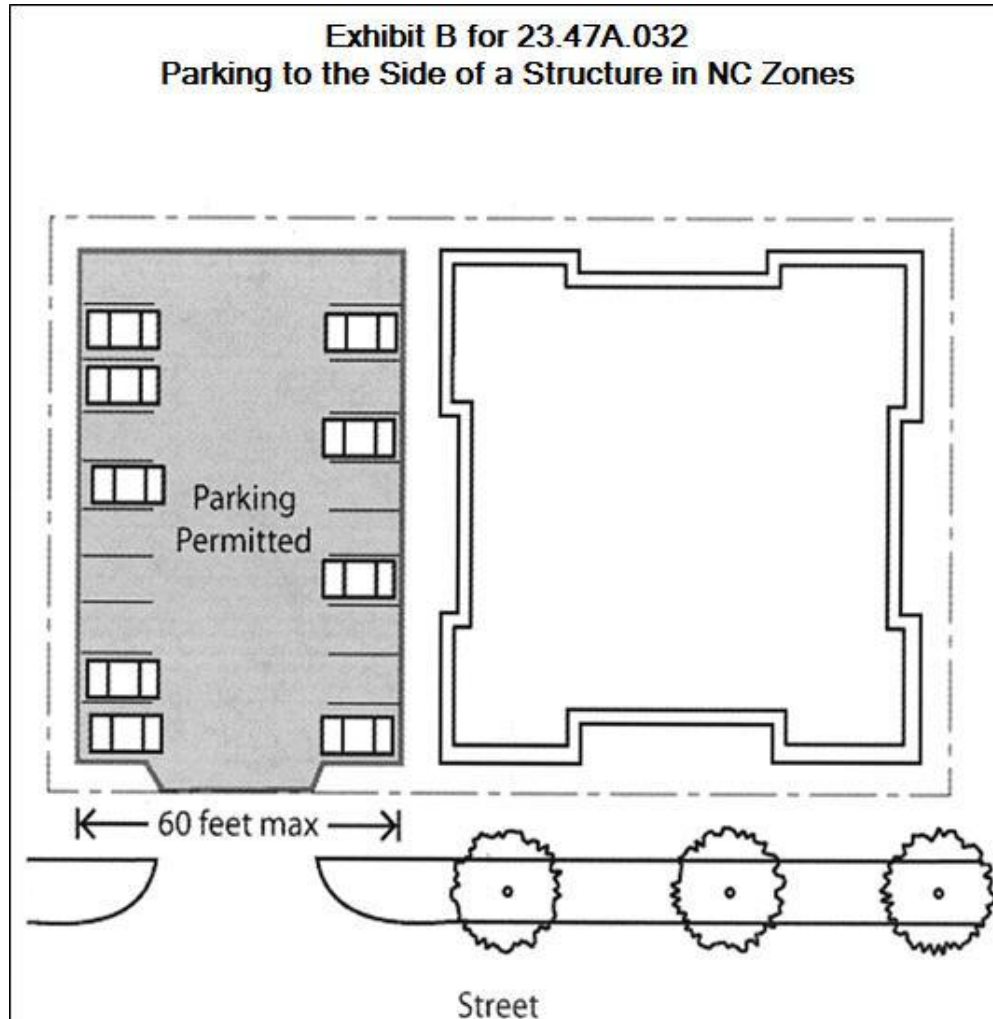 Exhibit B for 23.47A.032
Parking to the Side of a Structure in NC Zones
Parking
Permitted
60 feet max
Street